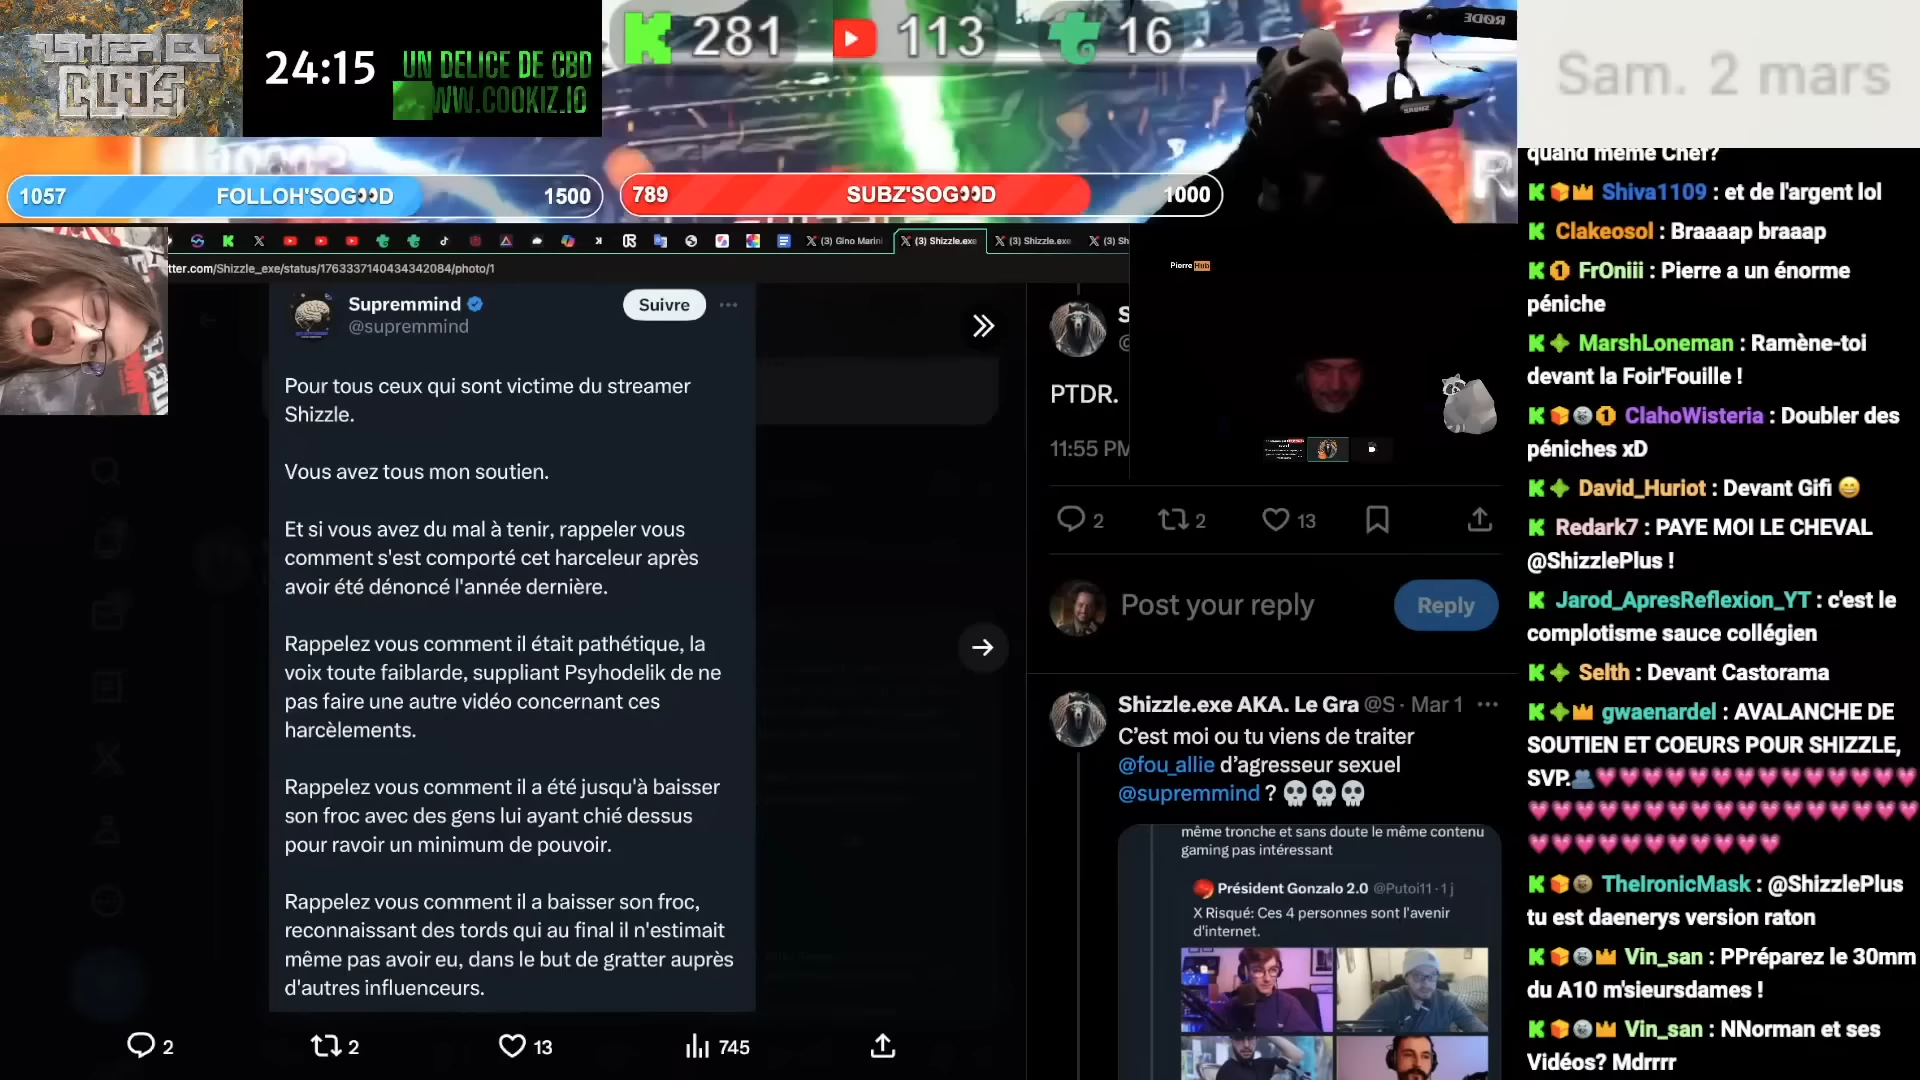 24:15
UN DELICE DE CBD
WWW.COOKIZ.IO
281
113
16
RØDE
Sam. 2 mars
1057 FOLLOH'SOG👀D 1500
789 SUBZ'SOG👀D 1000
(3) Gino Marini
(3) Shizzle.exe
(3) Shizzle.exe
(3) Sh
tter.com/Shizzle_exe/status/1763337140434342084/photo/1
Supremmind
@supremmind
Suivre
Pour tous ceux qui sont victime du streamer
Shizzle.
Vous avez tous mon soutien.
Et si vous avez du mal à tenir, rappeler vous
comment s'est comporté cet harceleur après
avoir été dénoncé l'année dernière.
Rappelez vous comment il était pathétique, la
voix toute faiblarde, suppliant Psyhodelik de ne
pas faire une autre vidéo concernant ces
harcèlements.
Rappelez vous comment il a été jusqu'à baisser
son froc avec des gens lui ayant chié dessus
pour ravoir un minimum de pouvoir.
Rappelez vous comment il a baisser son froc,
reconnaissant des tords qui au final il n'estimait
même pas avoir eu, dans le but de gratter auprès
d'autres influenceurs.
2
2
13
745
Pierre Hub
S
@
PTDR.
11:55 PM
2
2
13
Post your reply
Reply
Shizzle.exe AKA. Le Gra @S · Mar 1
C'est moi ou tu viens de traiter
@fou_allie d'agresseur sexuel
@supremmind ? 💀💀💀
même tronche et sans doute le même contenu
gaming pas intéressant
Président Gonzalo 2.0 @Putoi11 · 1 j
X Risqué: Ces 4 personnes sont l'avenir
d'internet.
quand même Chef?
Shiva1109 : et de l'argent lol
Clakeosol : Braaaap braaap
FrOniii : Pierre a un énorme
péniche
MarshLoneman : Ramène-toi
devant la Foir'Fouille !
ClahoWisteria : Doubler des
péniches xD
David_Huriot : Devant Gifi 😄
Redark7 : PAYE MOI LE CHEVAL
@ShizzlePlus !
Jarod_ApresReflexion_YT : c'est le
complotisme sauce collégien
Selth : Devant Castorama
gwaenardel : AVALANCHE DE
SOUTIEN ET COEURS POUR SHIZZLE,
SVP.🫂💗💗💗💗💗💗💗💗💗💗💗💗💗
💗💗💗💗💗💗💗💗💗💗💗💗💗💗💗💗
💗💗💗💗💗💗💗💗💗💗
TheIronicMask : @ShizzlePlus
tu est daenerys version raton
Vin_san : PPréparez le 30mm
du A10 m'sieursdames !
Vin_san : NNorman et ses
Vidéos? Mdrrrr